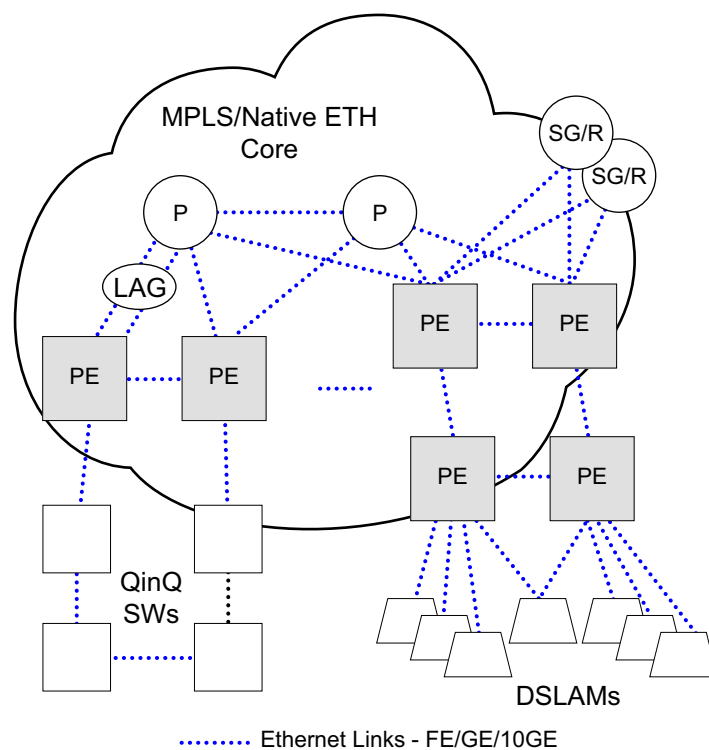 MPLS/Native ETH
Core
SG/R
SG/R
P
P
LAG
PE
PE
PE
PE
PE
PE
QinQ
SWs
DSLAMs
Ethernet Links - FE/GE/10GE